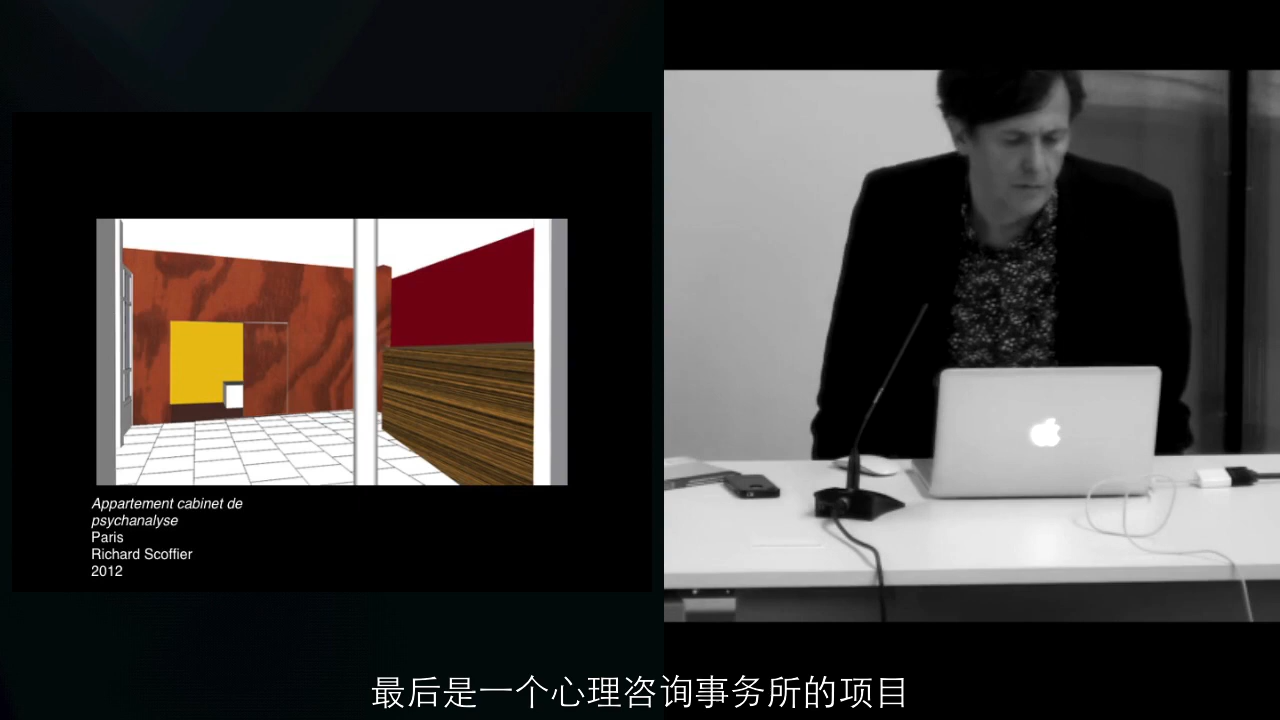 Appartement cabinet de
psychanalyse
Paris
Richard Scoffier
2012
最后是一个心理咨询事务所的项目